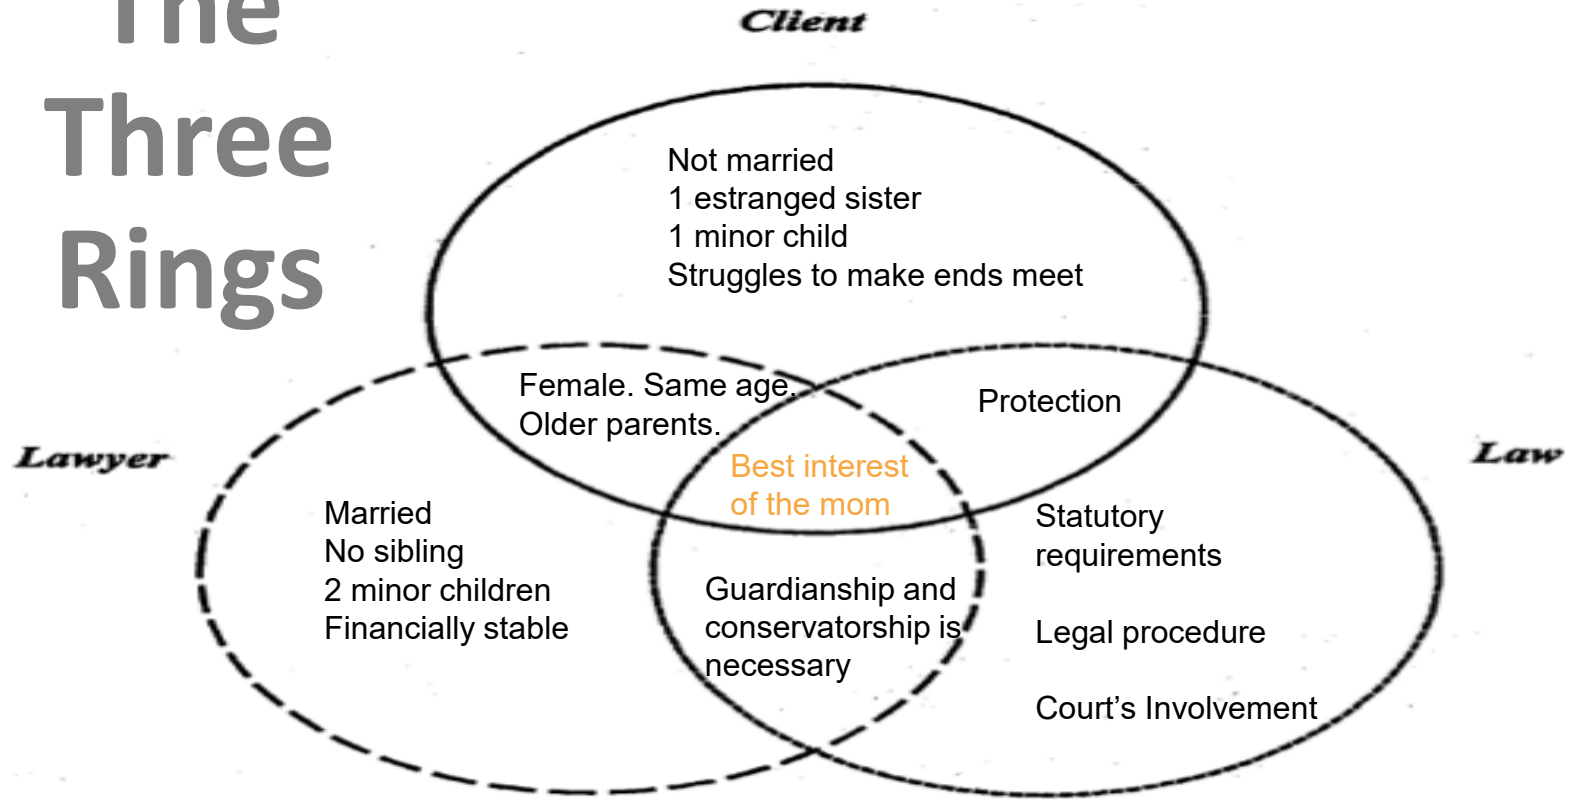 The
Three
Rings
Client
Not married
1 estranged sister
1 minor child
Struggles to make ends meet
Female. Same age.
Older parents.
Protection
Lawyer
Law
Best interest
of the mom
Married
No sibling
2 minor children
Financially stable
Statutory
requirements
Legal procedure
Court’s Involvement
Guardianship and
conservatorship is
necessary